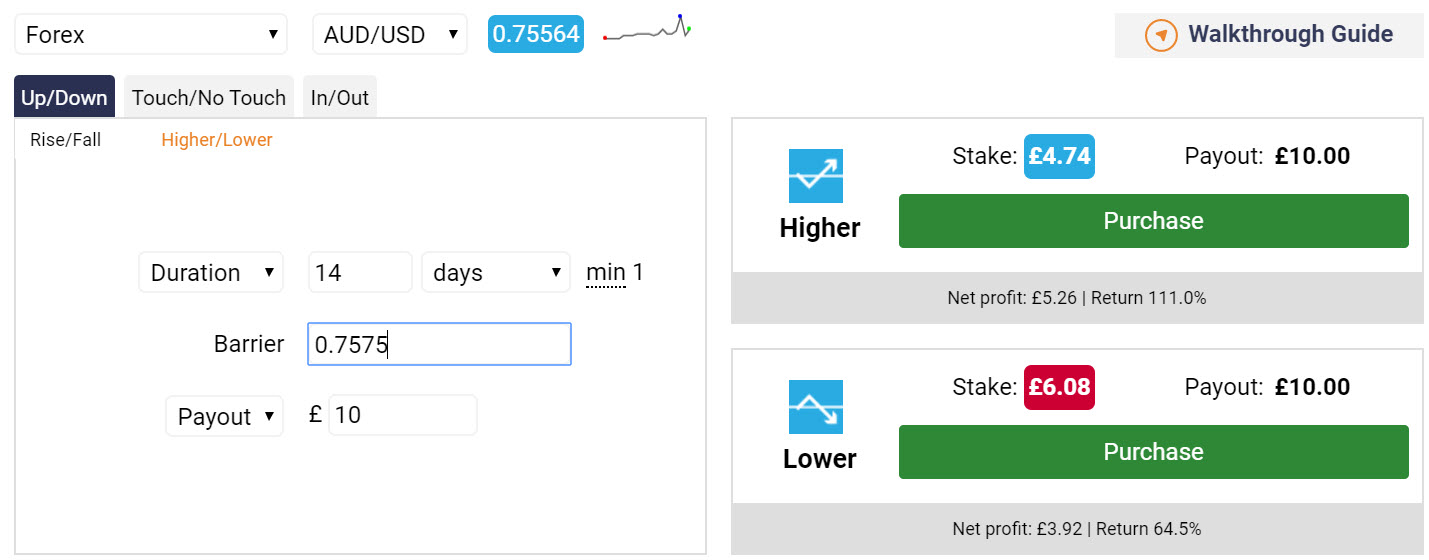 Forex AUD/USD 0.75564 Walkthrough Guide
Up/Down Touch/No Touch In/Out
Rise/Fall Higher/Lower
Duration 14 days min 1
Barrier 0.7575
Payout £ 10
Stake: £4.74 Payout: £10.00
Purchase
Higher
Net profit: £5.26 | Return 111.0%
Stake: £6.08 Payout: £10.00
Purchase
Lower
Net profit: £3.92 | Return 64.5%